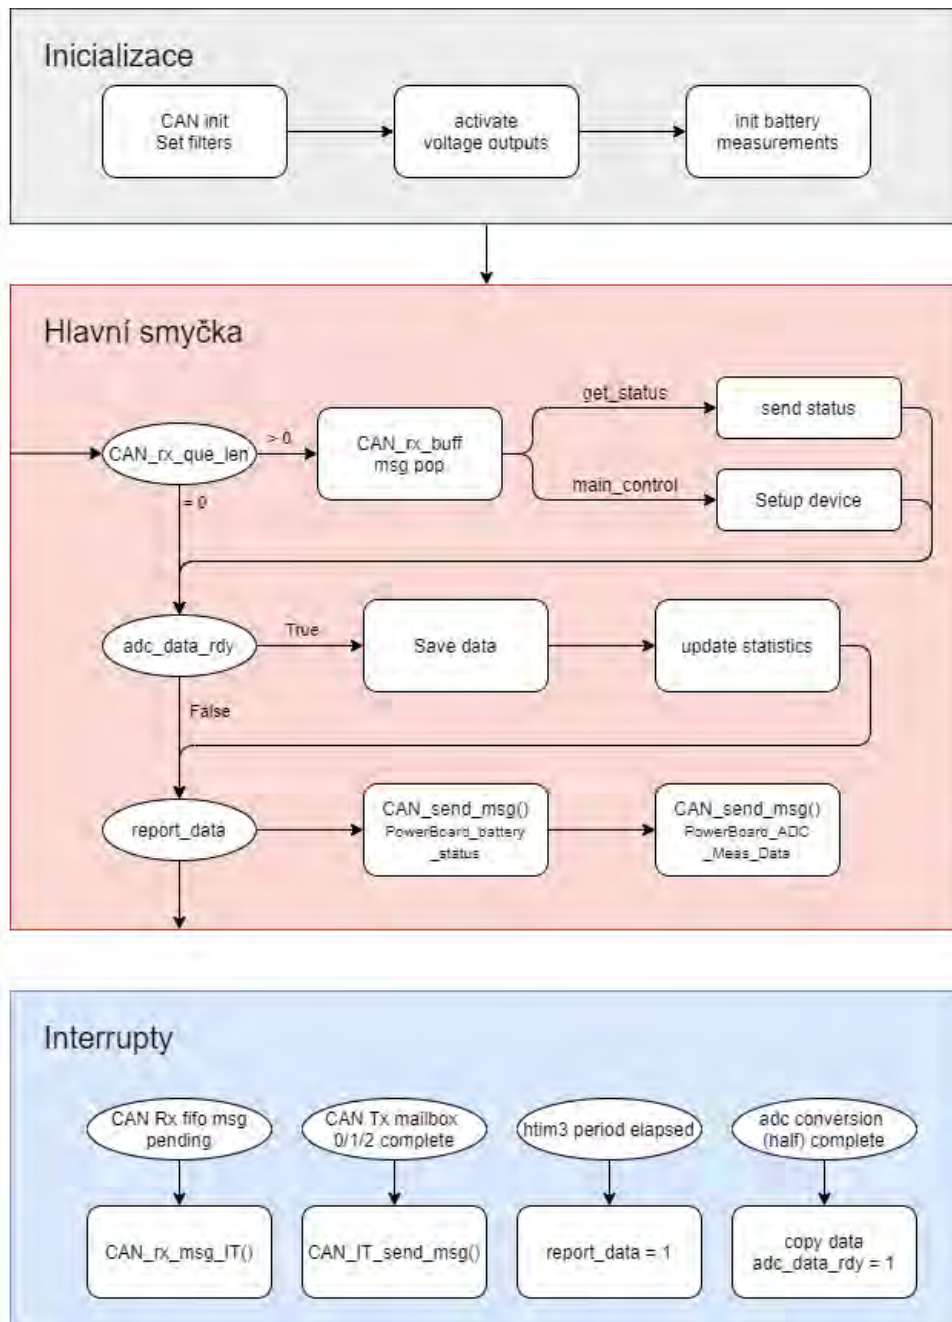 Inicializace
CAN init
Set filters
activate
voltage outputs
init battery
measurements
Hlavní smyčka
CAN_rx_que_len
> 0
= 0
CAN_rx_buff
msg pop
get_status
send status
main_control
Setup device
adc_data_rdy
True
False
Save data
update statistics
report_data
CAN_send_msg()
PowerBoard_battery
_status
CAN_send_msg()
PowerBoard_ADC
_Meas_Data
Interrupty
CAN Rx fifo msg
pending
CAN Tx mailbox
0/1/2 complete
htim3 period elapsed
adc conversion
(half) complete
CAN_rx_msg_IT()
CAN_IT_send_msg()
report_data = 1
copy data
adc_data_rdy = 1